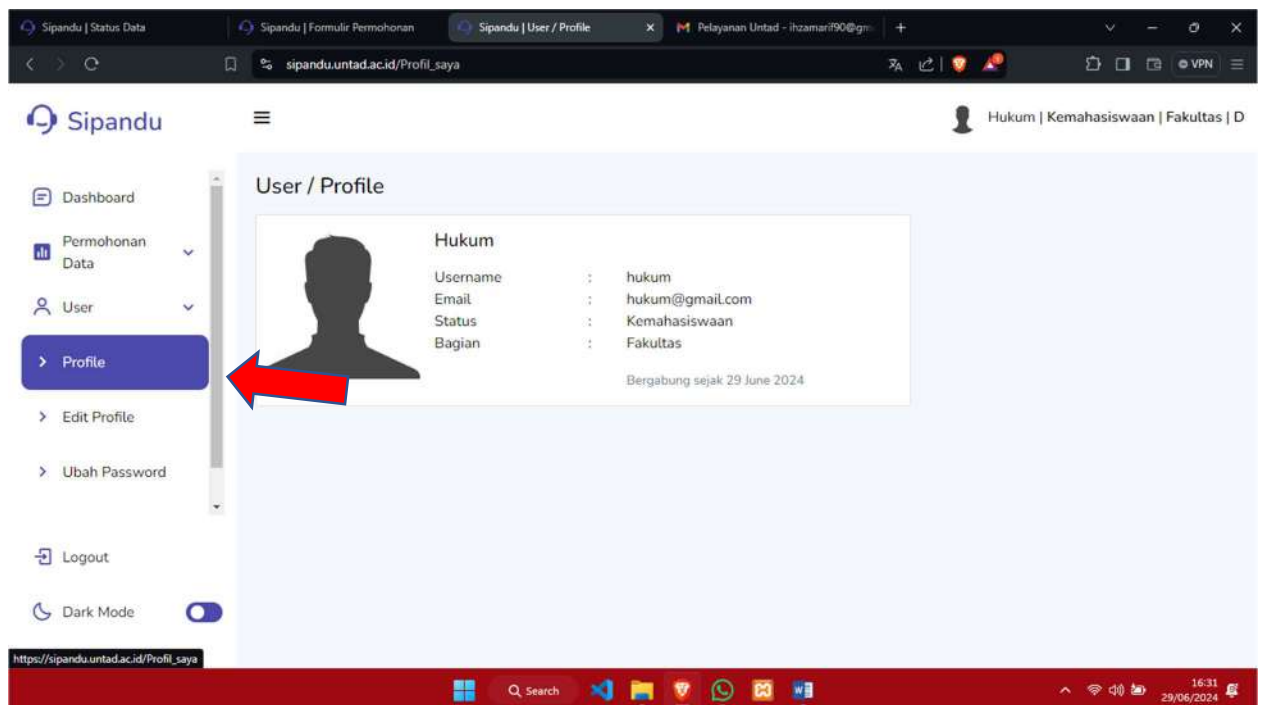 Sipandu | Status Data
Sipandu | Formulir Permohonan
Sipandu | User / Profile
Pelayanan Untad - ihzamarif90@gm
sipandu.untad.ac.id/Profil_saya
VPN
Sipandu
Hukum | Kemahasiswaan | Fakultas | D
Dashboard
Permohonan
Data
User
Profile
Edit Profile
Ubah Password
Logout
Dark Mode
User / Profile
Hukum
Username : hukum
Email : hukum@gmail.com
Status : Kemahasiswaan
Bagian : Fakultas
Bergabung sejak 29 June 2024
https://sipandu.untad.ac.id/Profil_saya
Search
16:31
29/06/2024